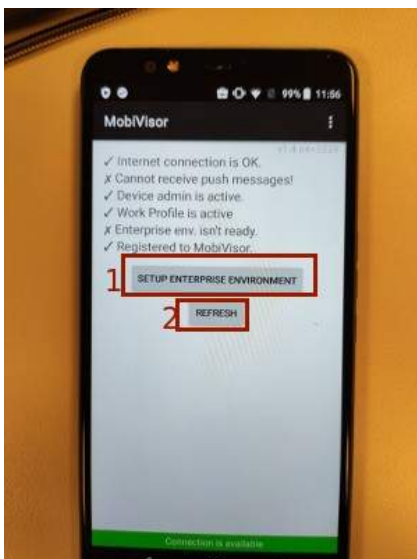 99% 11:56
MobiVisor
✓ Internet connection is OK.
✗ Cannot receive push messages!
✓ Device admin is active.
✓ Work Profile is active
✗ Enterprise env. isn't ready.
✓ Registered to MobiVisor.
1 SETUP ENTERPRISE ENVIRONMENT
2 REFRESH
Connection is available